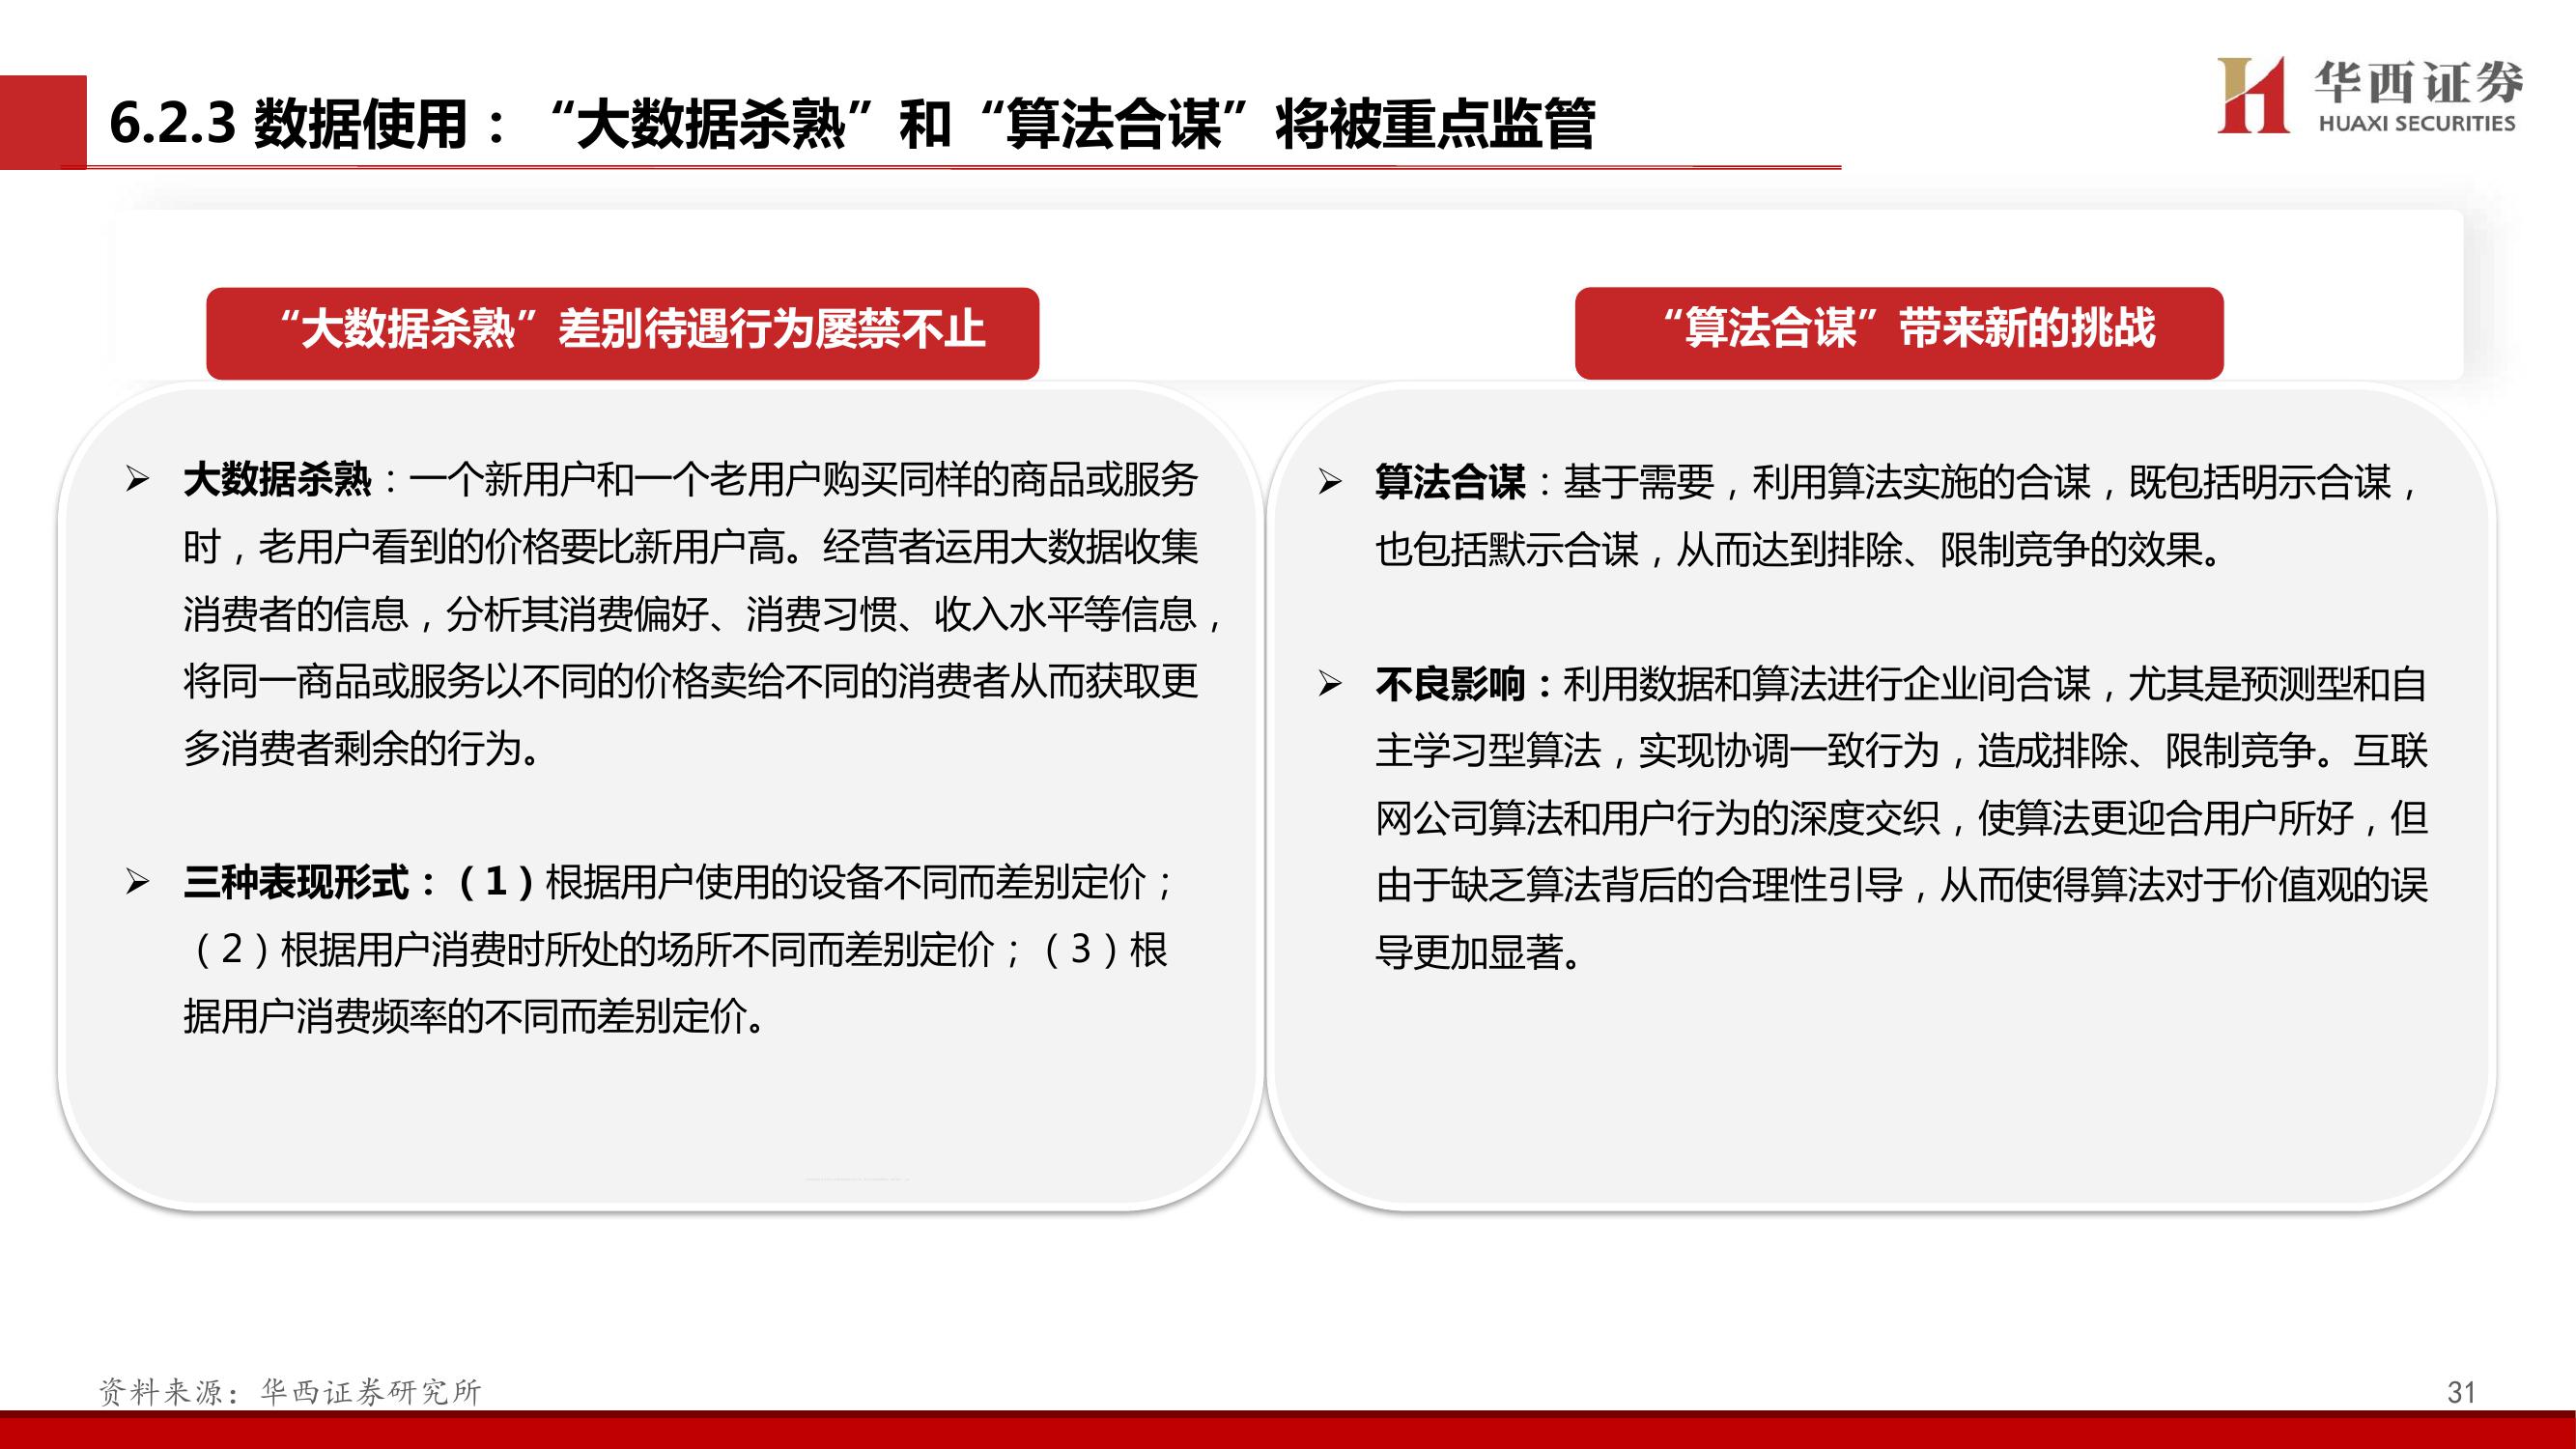 6.2.3 数据使用：“大数据杀熟”和“算法合谋”将被重点监管
华西证券
HUAXI SECURITIES
“大数据杀熟”差别待遇行为屡禁不止
➢ 大数据杀熟：一个新用户和一个老用户购买同样的商品或服务
时，老用户看到的价格要比新用户高。经营者运用大数据收集
消费者的信息，分析其消费偏好、消费习惯、收入水平等信息，
将同一商品或服务以不同的价格卖给不同的消费者从而获取更
多消费者剩余的行为。
➢ 三种表现形式：（1）根据用户使用的设备不同而差别定价；
（2）根据用户消费时所处的场所不同而差别定价；（3）根
据用户消费频率的不同而差别定价。
“算法合谋”带来新的挑战
➢ 算法合谋：基于需要，利用算法实施的合谋，既包括明示合谋，
也包括默示合谋，从而达到排除、限制竞争的效果。
➢ 不良影响：利用数据和算法进行企业间合谋，尤其是预测型和自
主学习型算法，实现协调一致行为，造成排除、限制竞争。互联
网公司算法和用户行为的深度交织，使算法更迎合用户所好，但
由于缺乏算法背后的合理性引导，从而使得算法对于价值观的误
导更加显著。
资料来源：华西证券研究所
31